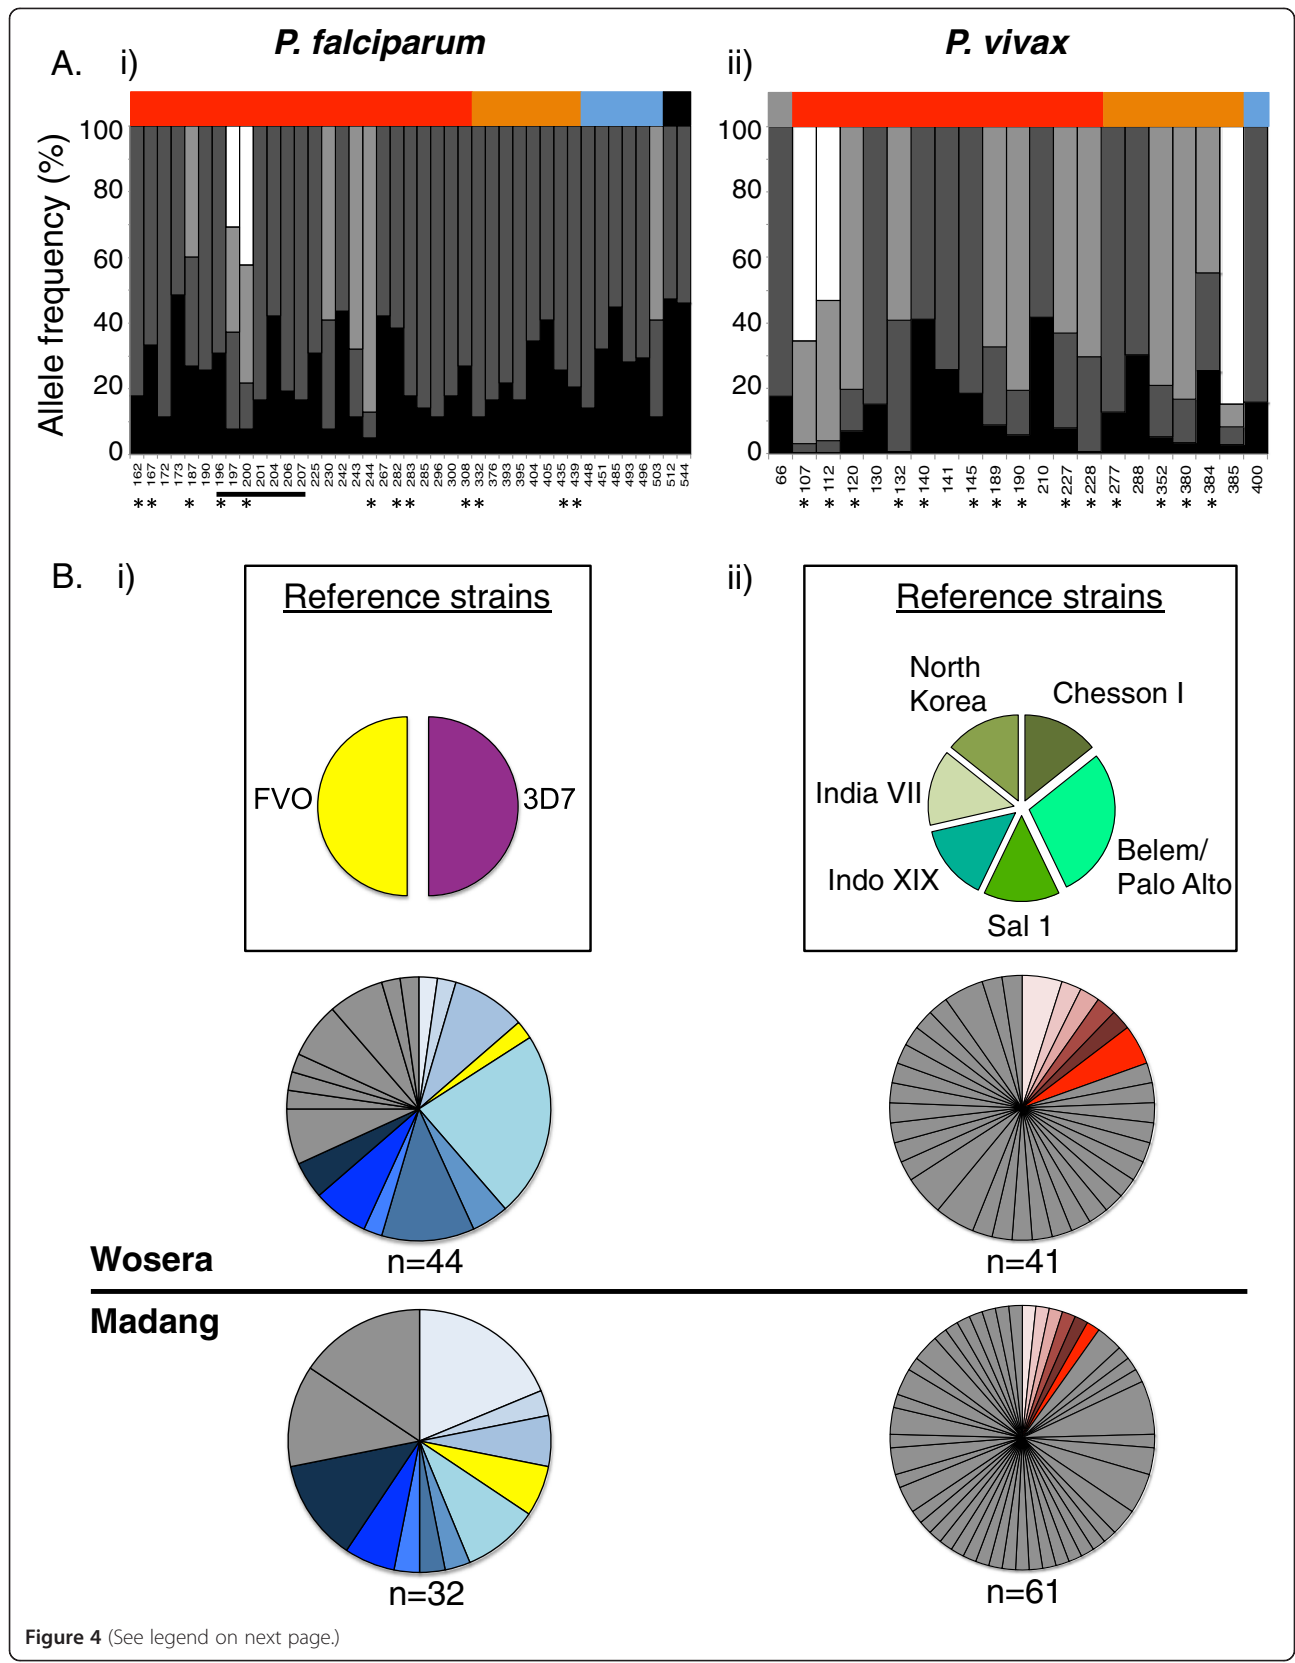 P. falciparum
P. vivax
A. i)
ii)
Allele frequency (%)
100
80
60
40
20
0
100
80
60
40
20
0
162 167 172 173 187 190 196 197 200 201 204 206 207 225 230 242 243 244 267 282 283 285 296 300 308 332 376 393 395 404 405 435 439 448 451 485 493 496 503 512 544
* * * * * * * * * * * *
66 *107 *112 *120 130 *132 *140 141 *145 *189 *190 210 *227 *228 *277 288 *352 *380 *384 385 400
B. i)
ii)
Reference strains
FVO
3D7
Reference strains
North
Korea
Chesson I
India VII
Belem/
Palo Alto
Indo XIX
Sal 1
Wosera
n=44
n=41
Madang
n=32
n=61
Figure 4 (See legend on next page.)